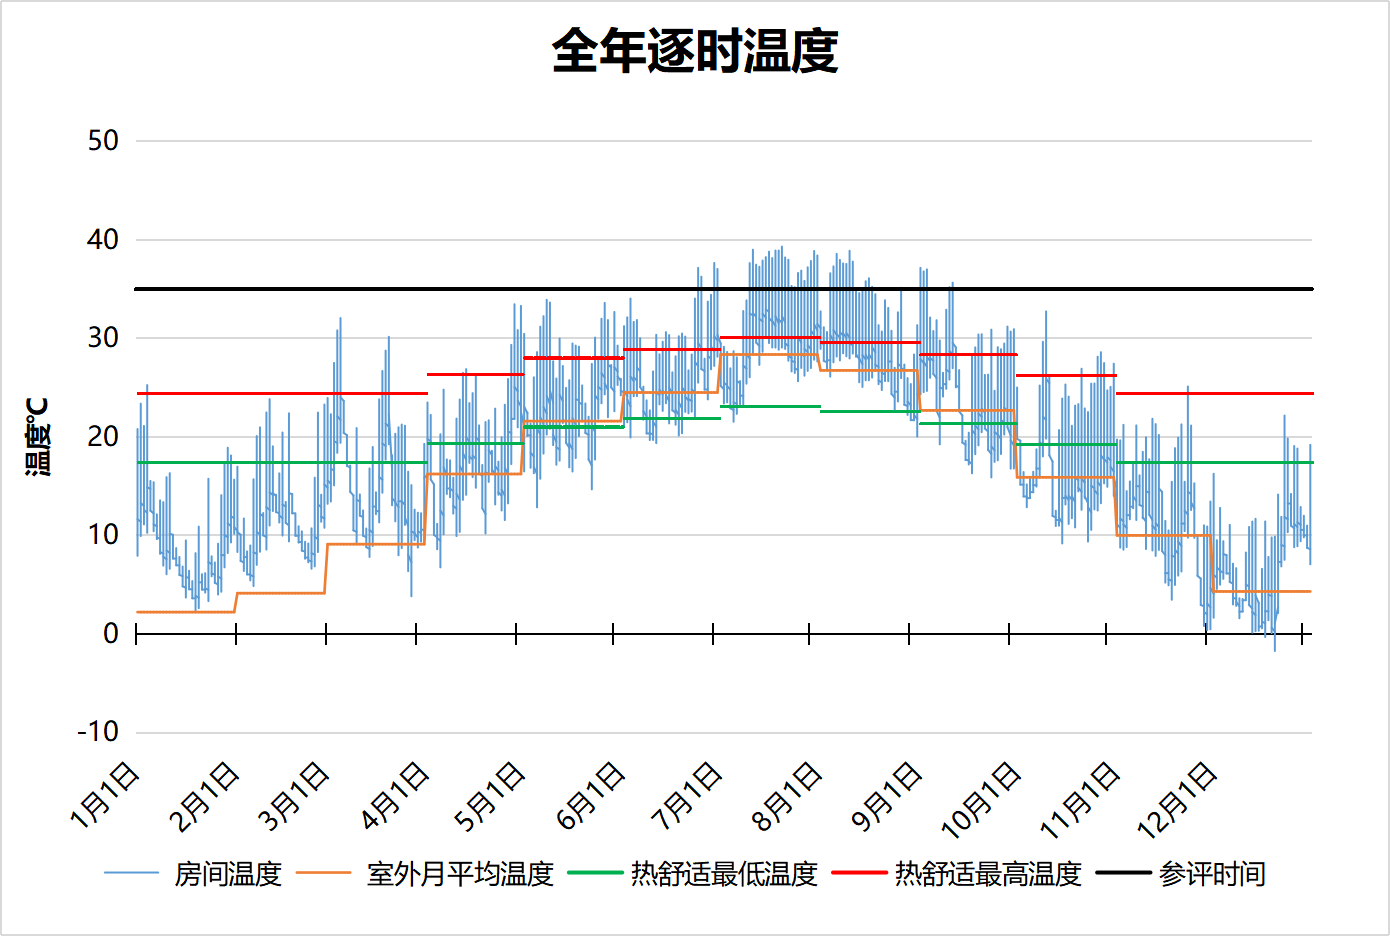 全年逐时温度
温度℃
50
40
30
20
10
0
-10
1月1日
2月1日
3月1日
4月1日
5月1日
6月1日
7月1日
8月1日
9月1日
10月1日
11月1日
12月1日
房间温度 室外月平均温度 热舒适最低温度 热舒适最高温度 参评时间